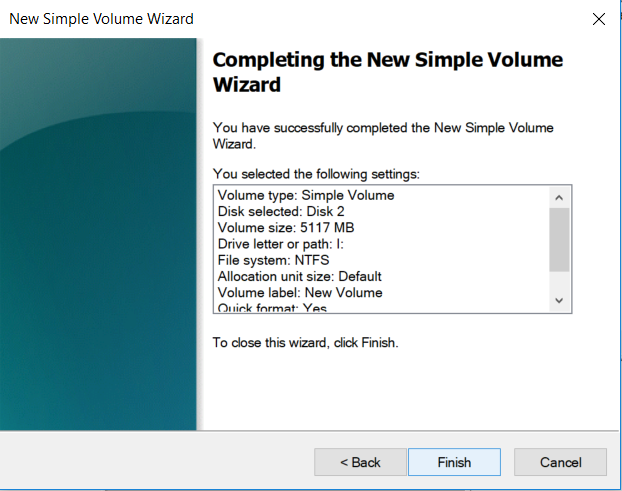 New Simple Volume Wizard
Completing the New Simple Volume
Wizard
You have successfully completed the New Simple Volume
Wizard.
You selected the following settings:
Volume type: Simple Volume
Disk selected: Disk 2
Volume size: 5117 MB
Drive letter or path: I:
File system: NTFS
Allocation unit size: Default
Volume label: New Volume
Quick format: Yes
To close this wizard, click Finish.
< Back
Finish
Cancel